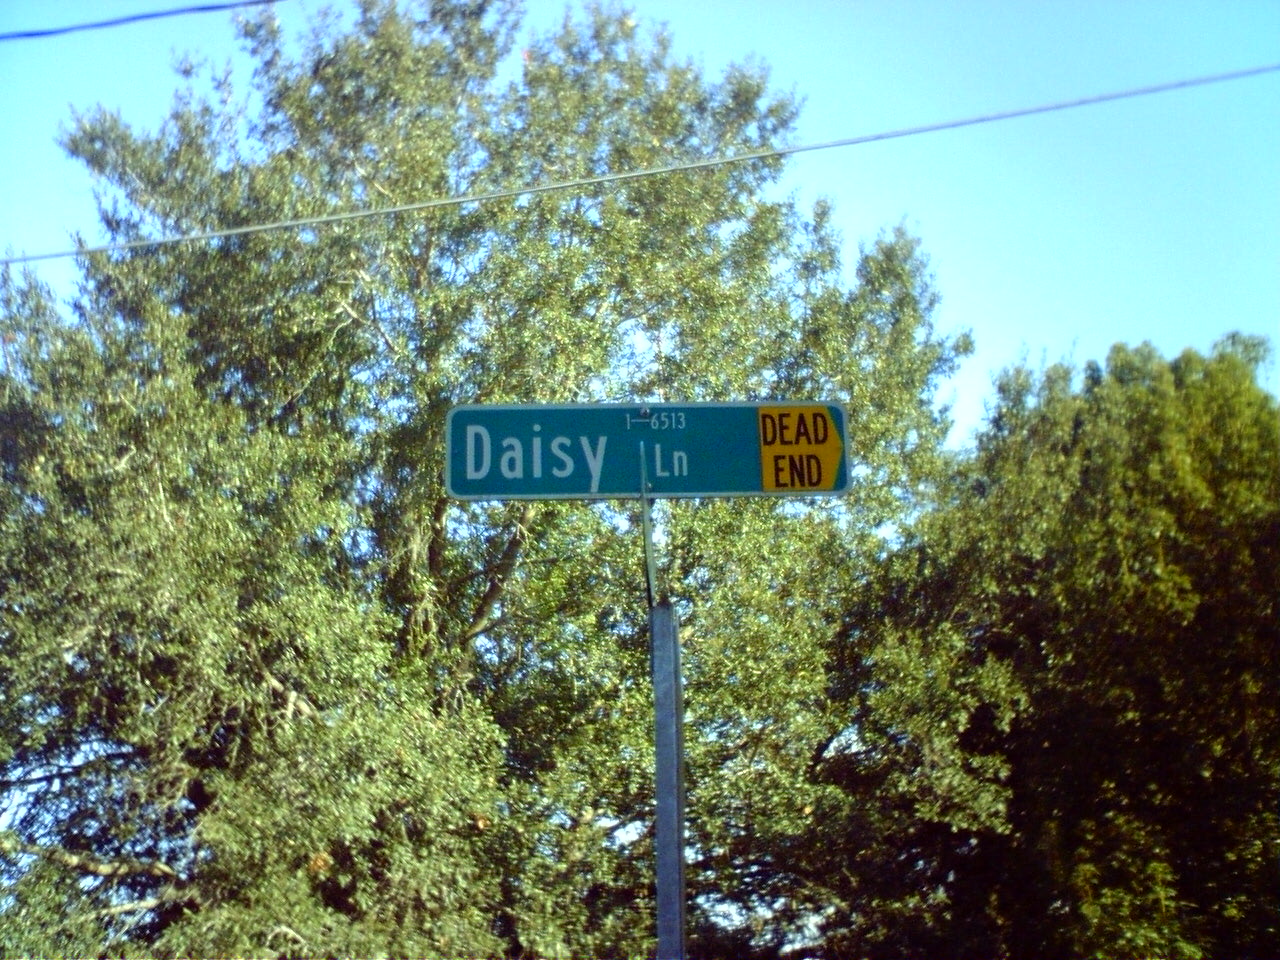 1—6513
Daisy Ln
DEAD
END